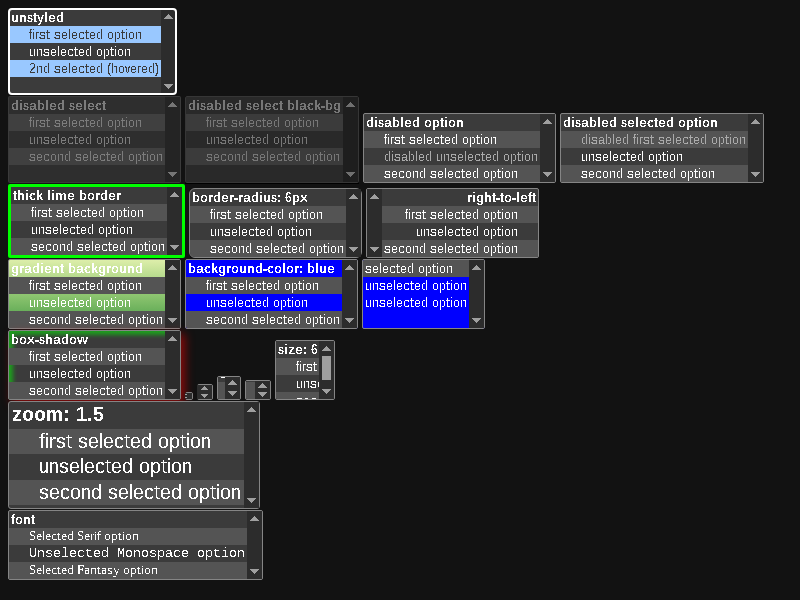 unstyled
first selected option
unselected option
2nd selected (hovered)
disabled select
first selected option
unselected option
second selected option
disabled select black-bg
first selected option
unselected option
second selected option
disabled option
first selected option
disabled unselected option
second selected option
disabled selected option
disabled first selected option
unselected option
second selected option
thick lime border
first selected option
unselected option
second selected option
border-radius: 6px
first selected option
unselected option
second selected option
right-to-left
first selected option
unselected option
second selected option
gradient background
first selected option
unselected option
second selected option
background-color: blue
first selected option
unselected option
second selected option
selected option
unselected option
unselected option
box-shadow
first selected option
unselected option
second selected option
size: 6
first
zoom: 1.5
first selected option
unselected option
second selected option
font
Selected Serif option
Unselected Monospace option
Selected Fantasy option